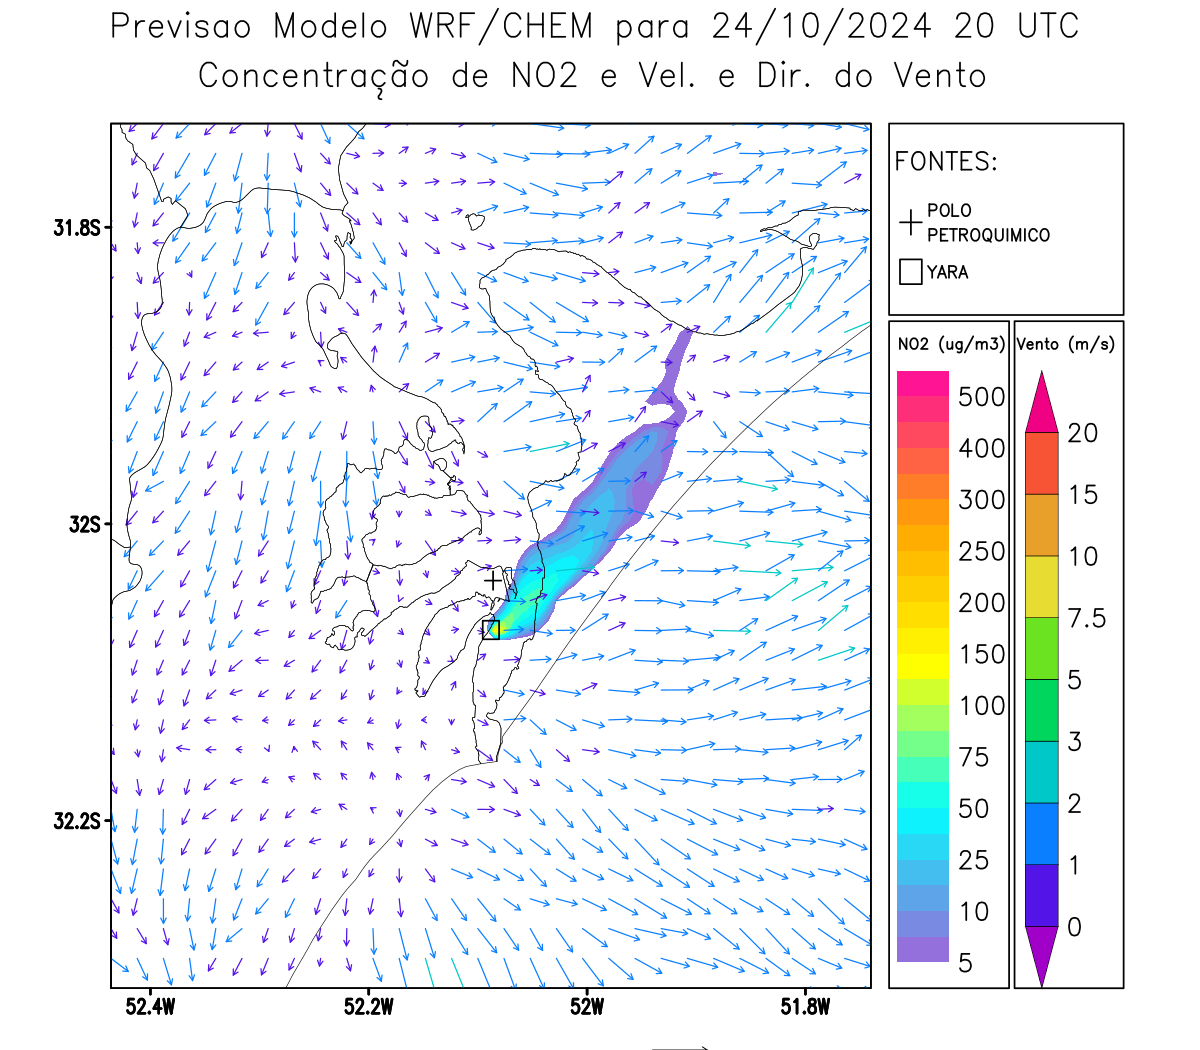 Previsao Modelo WRF/CHEM para 24/10/2024 20 UTC
Concentração de NO2 e Vel. e Dir. do Vento
FONTES:
POLO
PETROQUIMICO
YARA
NO2 (ug/m3)
500
400
300
250
200
150
100
75
50
25
10
5
Vento (m/s)
20
15
10
7.5
5
3
2
1
0
31.8S
32S
32.2S
52.4W
52.2W
52W
51.8W